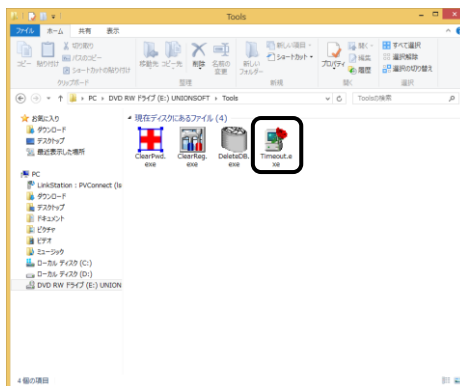 Tools
ファイル ホーム 共有 表示
コピー 貼り付け
切り取り
パスのコピー
ショートカットの貼り付け
クリップボード
移動先 コピー先 削除 名前の
変更
整理
新しい
フォルダー
新しい項目
ショートカット
新規
プロパティ
開く
編集
履歴
開く
すべて選択
選択解除
選択の切り替え
選択
PC DVD RW ドライブ (E:) UNIONSOFT Tools
Toolsの検索
お気に入り
ダウンロード
デスクトップ
最近表示した場所
PC
LinkStation : PVConnect (ls
ダウンロード
デスクトップ
ドキュメント
ピクチャ
ビデオ
ミュージック
ローカル ディスク (C:)
ローカル ディスク (D:)
DVD RW ドライブ (E:) UNION
現在ディスクにあるファイル (4)
ClearPwd.
exe
ClearReg.
exe
DeleteDB.
exe
Timeout.e
xe
4 個の項目